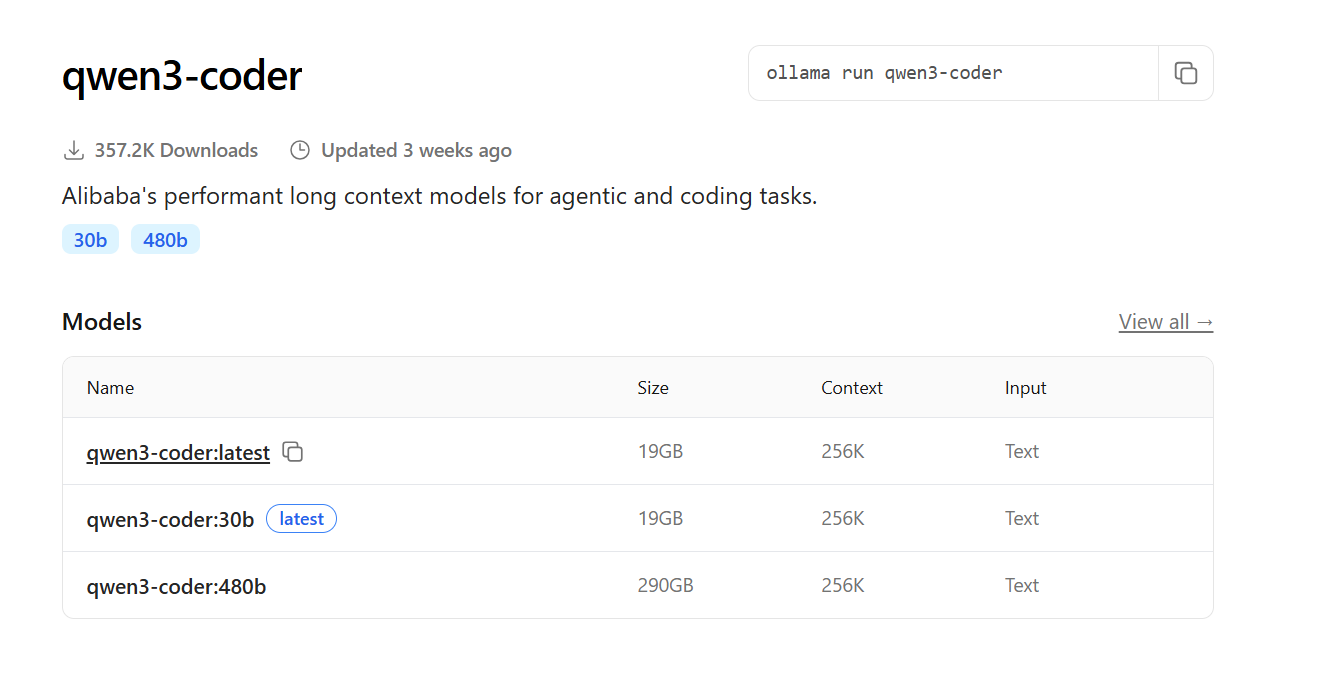 qwen3-coder
ollama run qwen3-coder
357.2K Downloads Updated 3 weeks ago
Alibaba's performant long context models for agentic and coding tasks.
30b 480b
Models View all →
Name Size Context Input
qwen3-coder:latest 19GB 256K Text
qwen3-coder:30b latest 19GB 256K Text
qwen3-coder:480b 290GB 256K Text